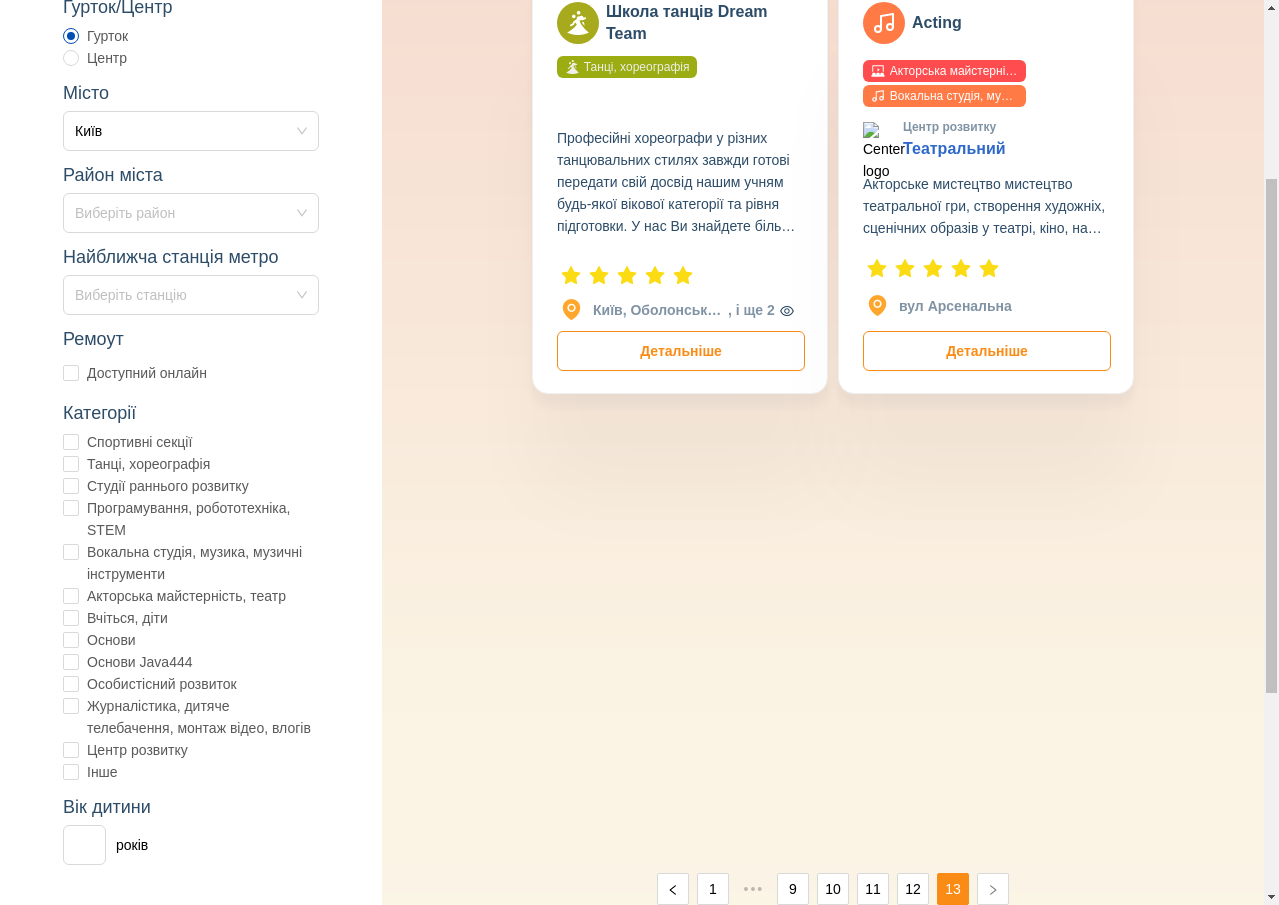 Гурток/Центр
Гурток
Центр
Місто
Київ
Район міста
Виберіть район
Найближча станція метро
Виберіть станцію
Ремоут
Доступний онлайн
Категорії
Спортивні секції
Танці, хореографія
Студії раннього розвитку
Програмування, робототехніка,
STEM
Вокальна студія, музика, музичні
інструменти
Акторська майстерність, театр
Вчіться, діти
Основи
Основи Java444
Особистісний розвиток
Журналістика, дитяче
телебачення, монтаж відео, влогів
Центр розвитку
Інше
Вік дитини
років
Школа танців Dream
Team
Танці, хореографія
Професійні хореографи у різних
танцювальних стилях завжди готові
передати свій досвід нашим учням
будь-якої вікової категорії та рівня
підготовки. У нас Ви знайдете біль…
Київ, Оболонськ… , і ще 2
Детальніше
Acting
Акторська майстерні…
Вокальна студія, му…
Center
logo
Центр розвитку
Театральний
Акторське мистецтво мистецтво
театральної гри, створення художніх,
сценічних образів у театрі, кіно, на…
вул Арсенальна
Детальніше
1 ••• 9 10 11 12 13